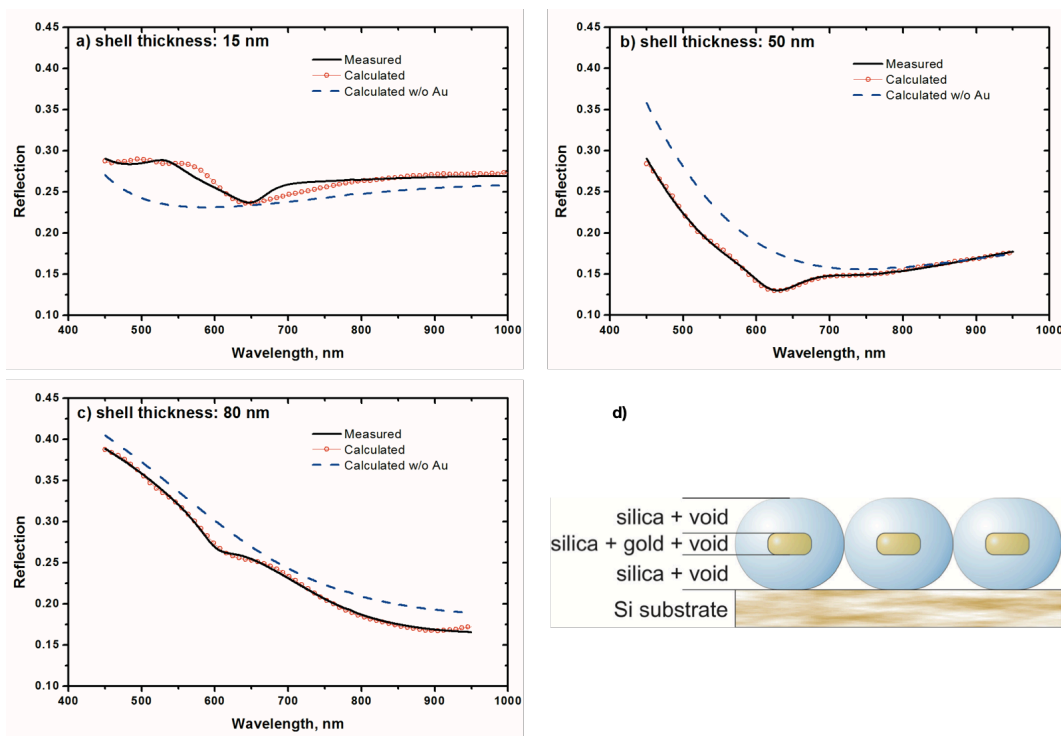 a) shell thickness: 15 nm
Measured
Calculated
Calculated w/o Au
Reflection
0.45
0.40
0.35
0.30
0.25
0.20
0.15
0.10
400 500 600 700 800 900 1000
Wavelength, nm
b) shell thickness: 50 nm
Measured
Calculated
Calculated w/o Au
Reflection
0.45
0.40
0.35
0.30
0.25
0.20
0.15
0.10
400 500 600 700 800 900 1000
Wavelength, nm
c) shell thickness: 80 nm
Measured
Calculated
Calculated w/o Au
Reflection
0.45
0.40
0.35
0.30
0.25
0.20
0.15
0.10
400 500 600 700 800 900 1000
Wavelength, nm
d)
silica + void
silica + gold + void
silica + void
Si substrate